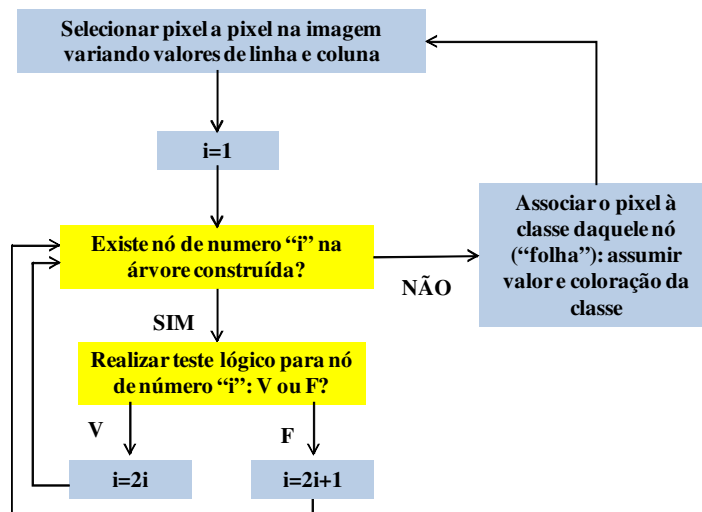 Selecionar pixel a pixel na imagem
variando valores de linha e coluna
i=1
Existe nó de numero “i” na
árvore construída?
NÃO
Associar o pixel à
classe daquele nó
(“folha”): assumir
valor e coloração da
classe
SIM
Realizar teste lógico para nó
de número “i”: V ou F?
V
F
i=2i
i=2i+1